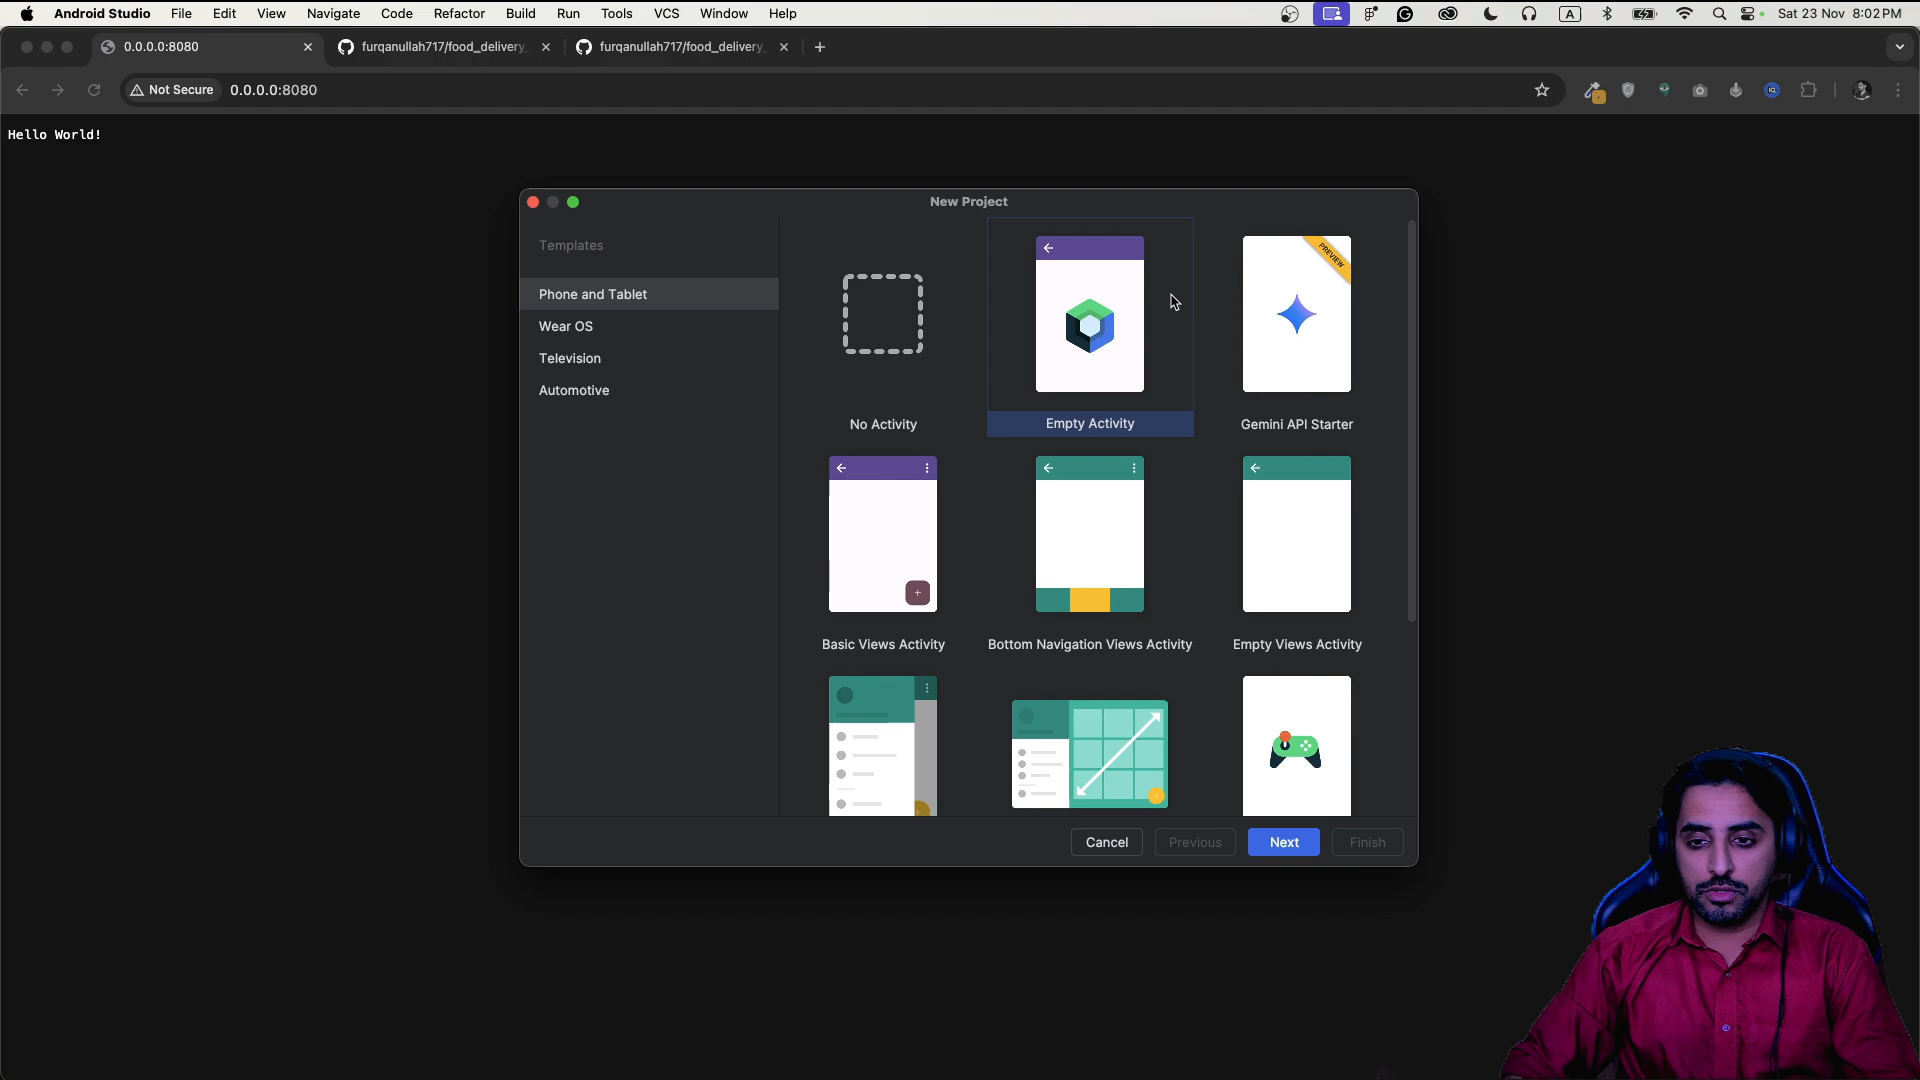 Android Studio File Edit View Navigate Code Refactor Build Run Tools VCS Window Help A Sat 23 Nov 8:02 PM
0.0.0.0:8080 furqanullah717/food_delivery_ furqanullah717/food_delivery_
Not Secure 0.0.0.0:8080
Hello World!
New Project
Templates
Phone and Tablet
Wear OS
Television
Automotive
PREVIEW
No Activity
Empty Activity
Gemini API Starter
Basic Views Activity
Bottom Navigation Views Activity
Empty Views Activity
Cancel Previous Next Finish